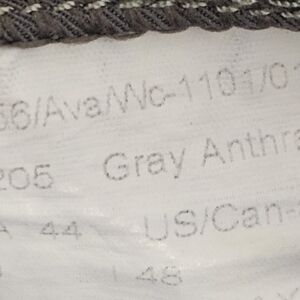 56/Ava/Wc-1101/01
205 Gray Anthra
A 44 US/Can-
48